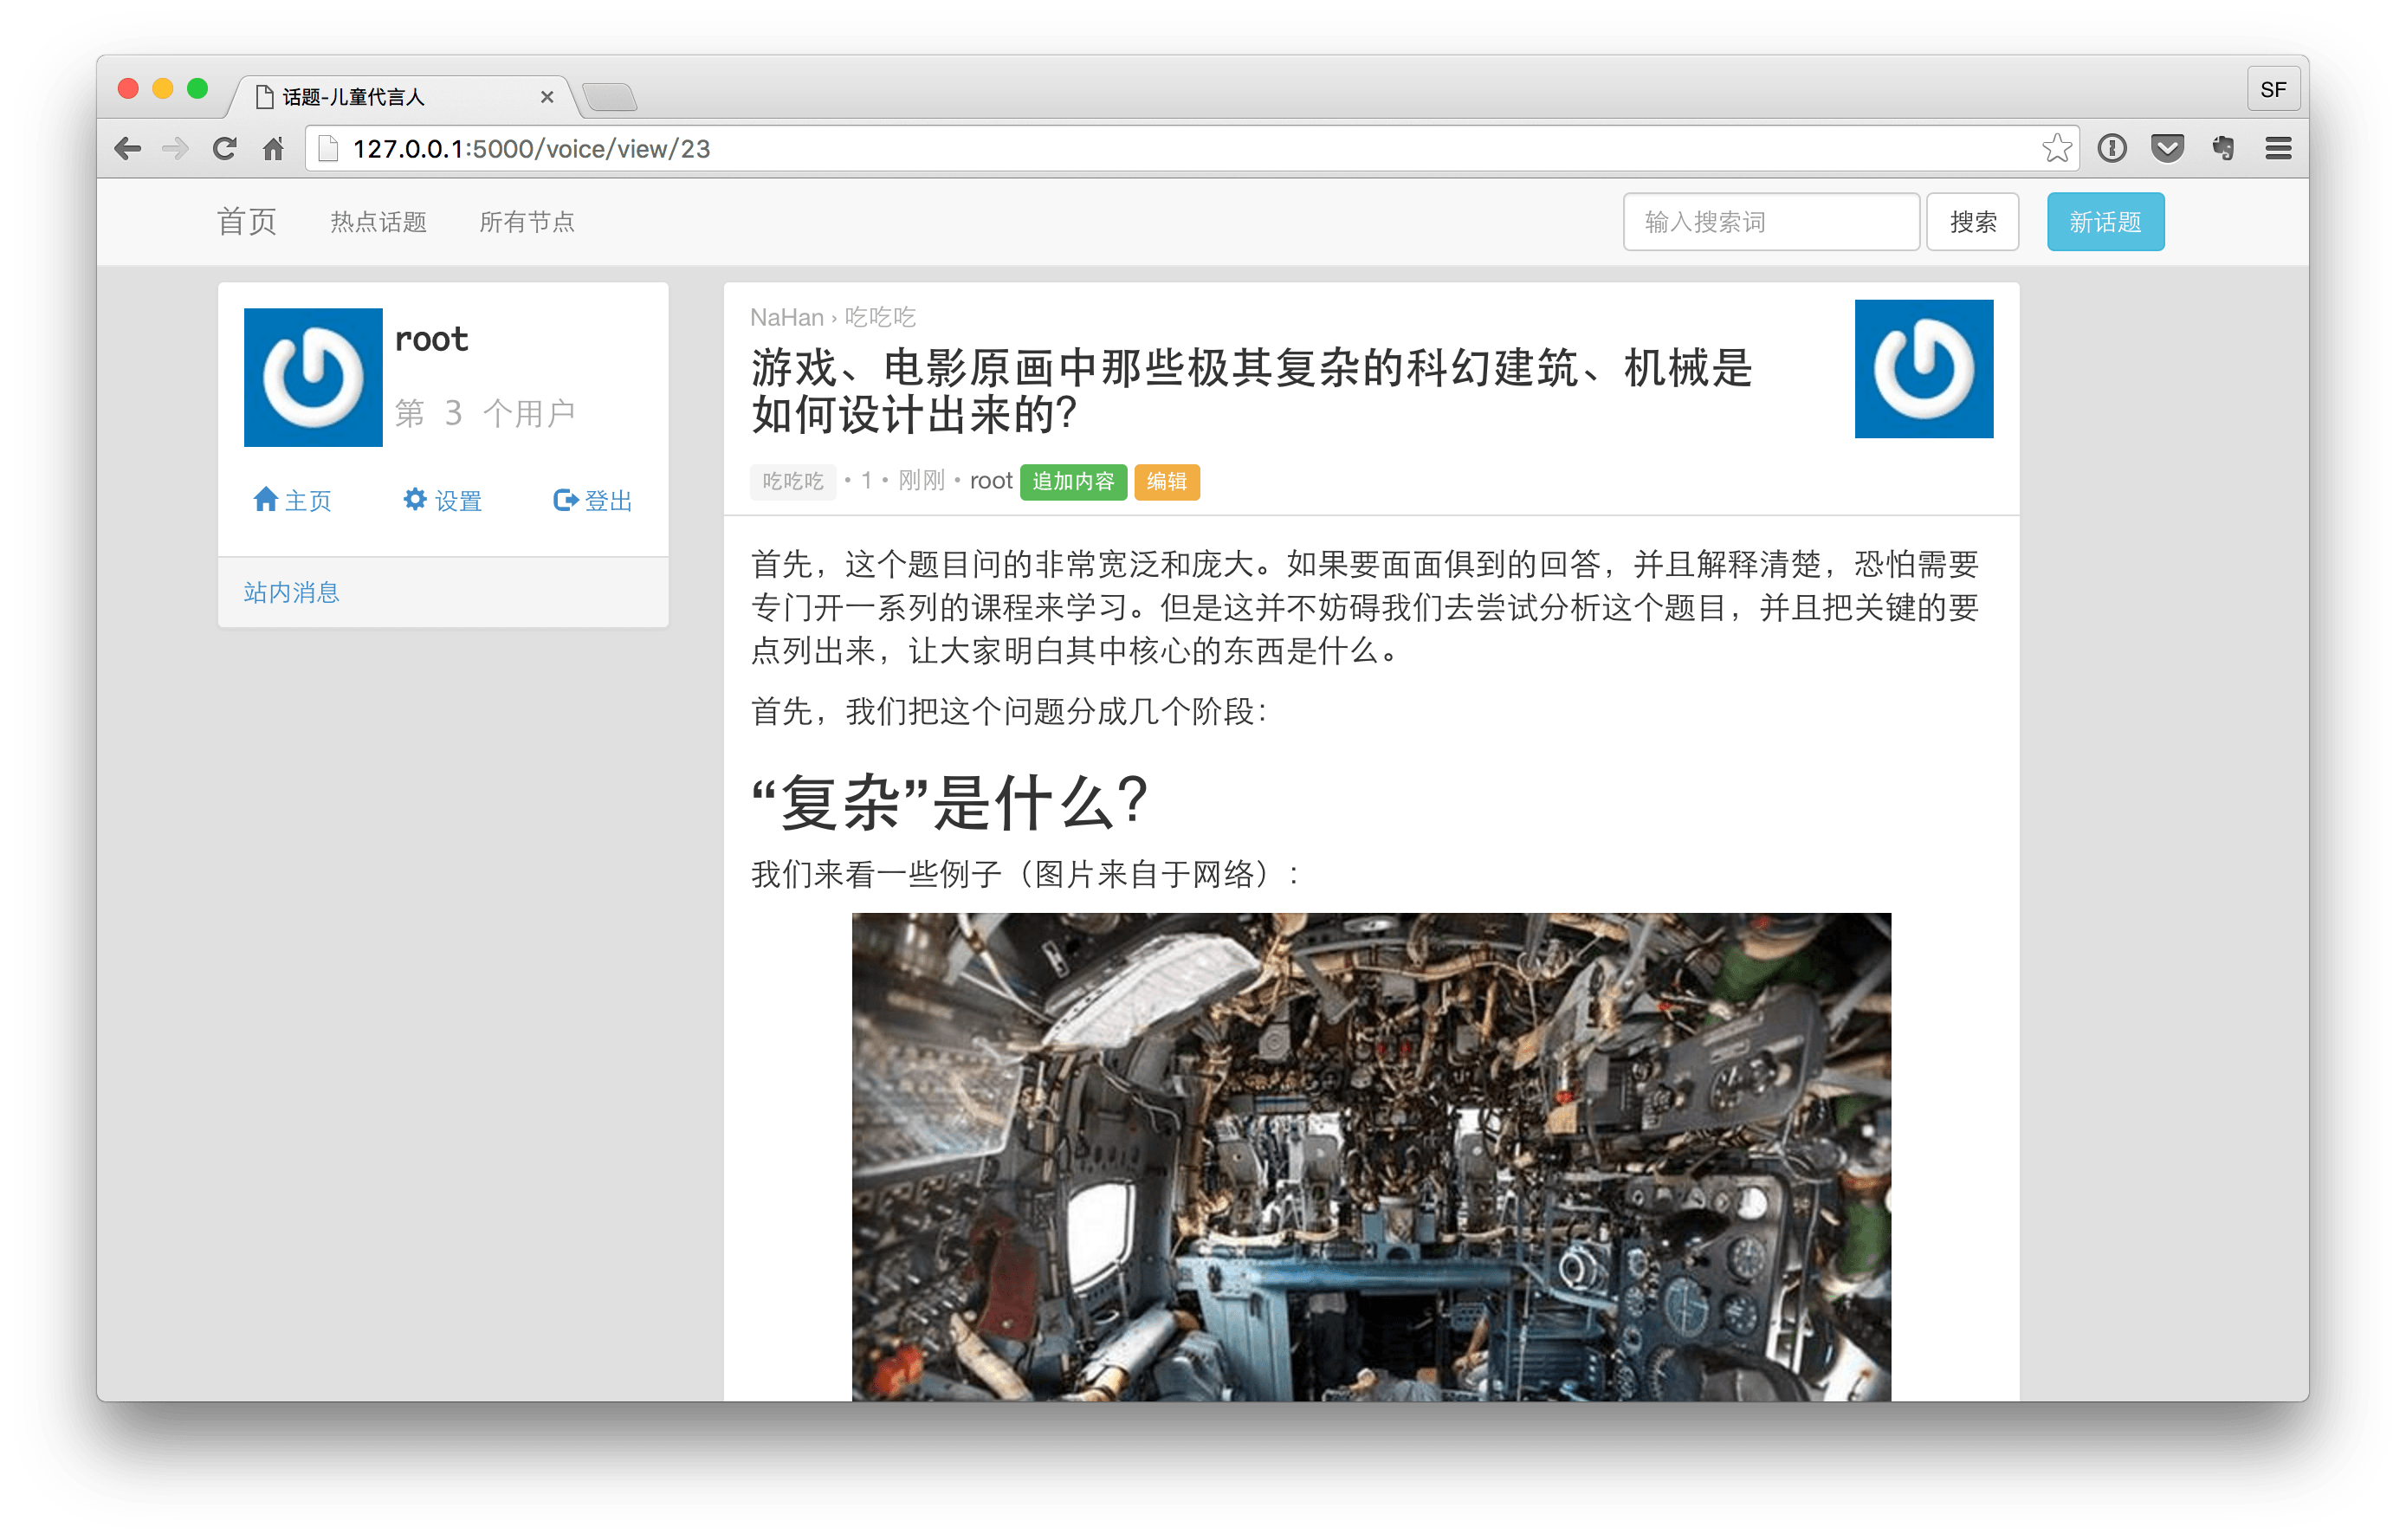 话题-儿童代言人
SF
127.0.0.1:5000/voice/view/23
首页 热点话题 所有节点 输入搜索词 搜索 新话题
root
第 3 个用户
主页 设置 登出
站内消息
NaHan › 吃吃吃
游戏、电影原画中那些极其复杂的科幻建筑、机械是
如何设计出来的？
吃吃吃 • 1 • 刚刚 • root 追加内容 编辑
首先，这个题目问的非常宽泛和庞大。如果要面面俱到的回答，并且解释清楚，恐怕需要
专门开一系列的课程来学习。但是这并不妨碍我们去尝试分析这个题目，并且把关键的要
点列出来，让大家明白其中核心的东西是什么。
首先，我们把这个问题分成几个阶段：
“复杂”是什么？
我们来看一些例子（图片来自于网络）：